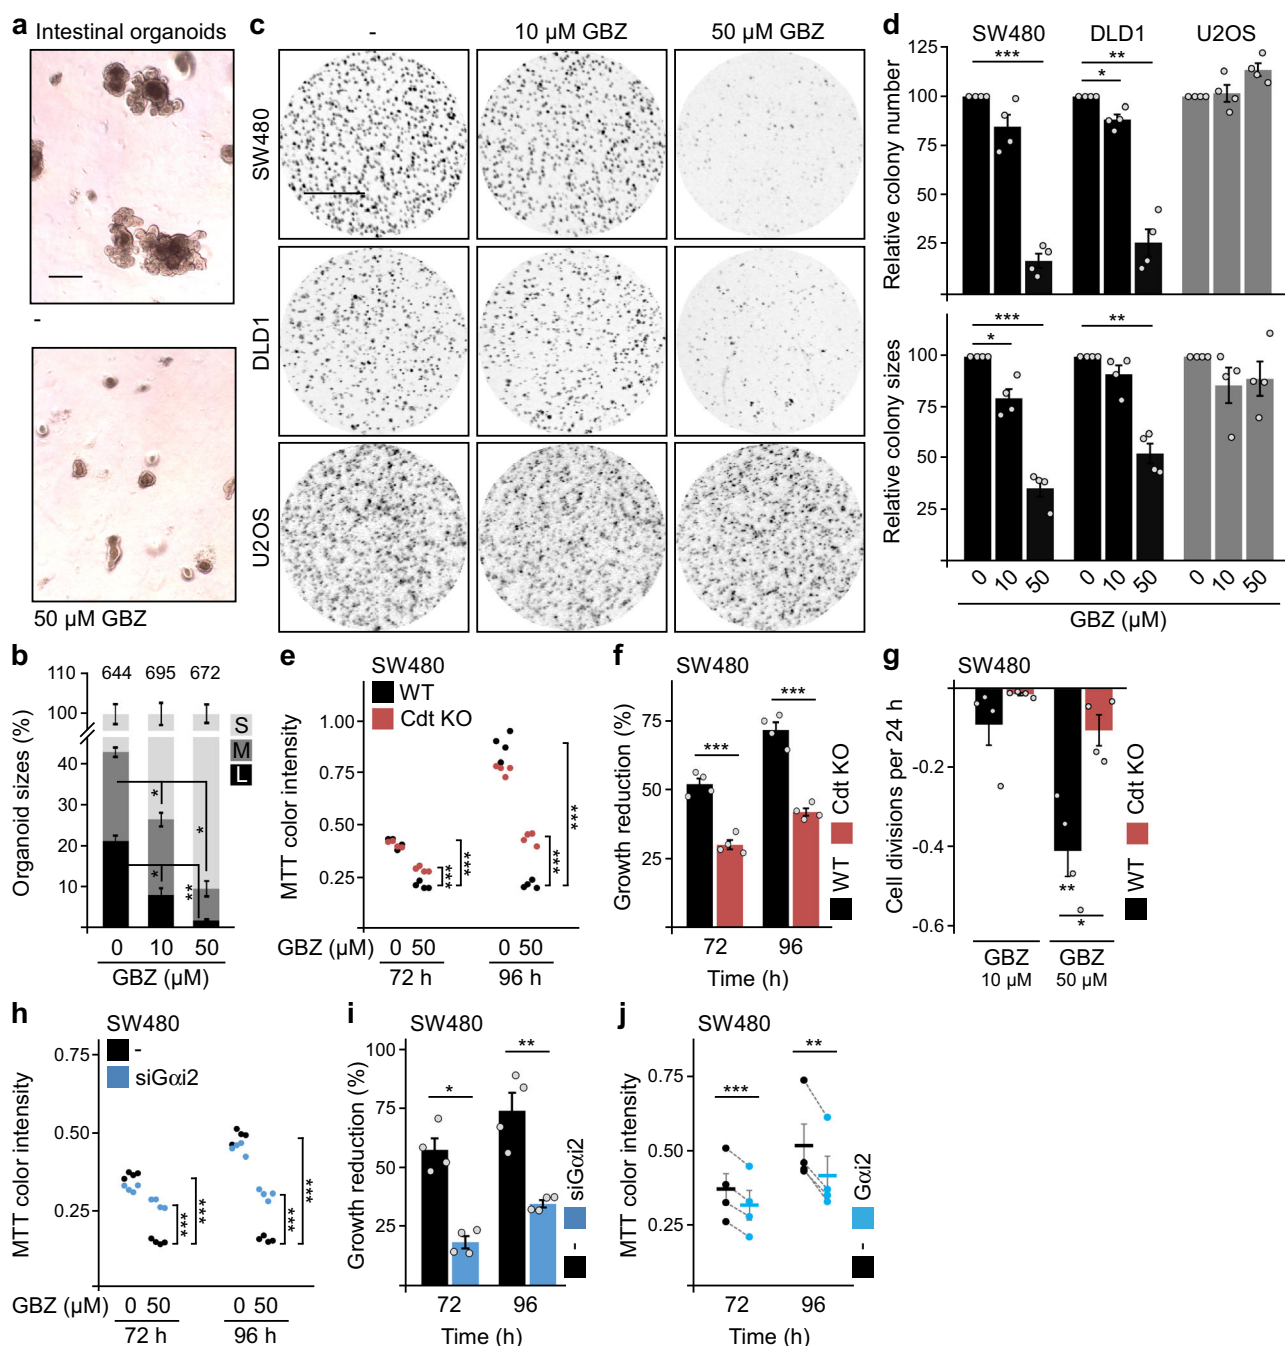 a
Intestinal organoids
-
50 µM GBZ
b
Organoid sizes (%)
110
100
40
30
20
10
644
695
672
S
M
L
*
*
*
**
0
10
50
GBZ (µM)
c
-
10 µM GBZ
50 µM GBZ
SW480
DLD1
U2OS
d
SW480
DLD1
U2OS
Relative colony number
125
100
75
50
25
***
**
*
Relative colony sizes
100
75
50
25
***
*
**
0
10
50
0
10
50
0
10
50
GBZ (µM)
e
SW480
WT
Cdt KO
MTT color intensity
1.00
0.75
0.50
0.25
***
***
***
***
GBZ (µM)
0
50
0
50
72 h
96 h
f
SW480
Growth reduction (%)
75
50
25
***
***
72
96
Time (h)
WT
Cdt KO
g
SW480
Cell divisions per 24 h
-0.2
-0.4
-0.6
**
*
GBZ
10 µM
GBZ
50 µM
WT
Cdt KO
h
SW480
-
siGαi2
MTT color intensity
0.75
0.50
0.25
***
***
***
***
GBZ (µM)
0
50
0
50
72 h
96 h
i
SW480
Growth reduction (%)
100
75
50
25
*
**
72
96
Time (h)
-
siGαi2
j
SW480
MTT color intensity
0.75
0.50
0.25
***
**
72
96
Time (h)
-
Gαi2